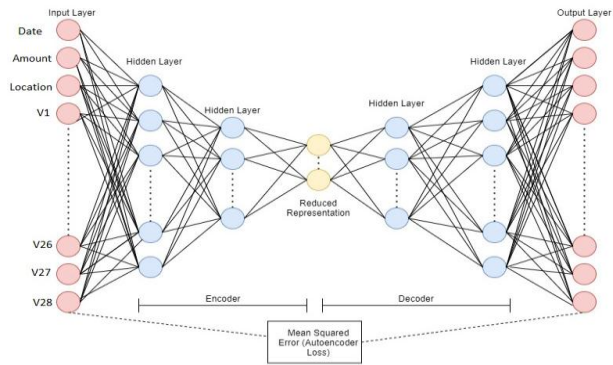 Input Layer
Output Layer
Date
Amount
Location
V1
Hidden Layer
Hidden Layer
Hidden Layer
Hidden Layer
Reduced
Representation
V26
V27
V28
Encoder
Decoder
Mean Squared
Error (Autoencoder
Loss)